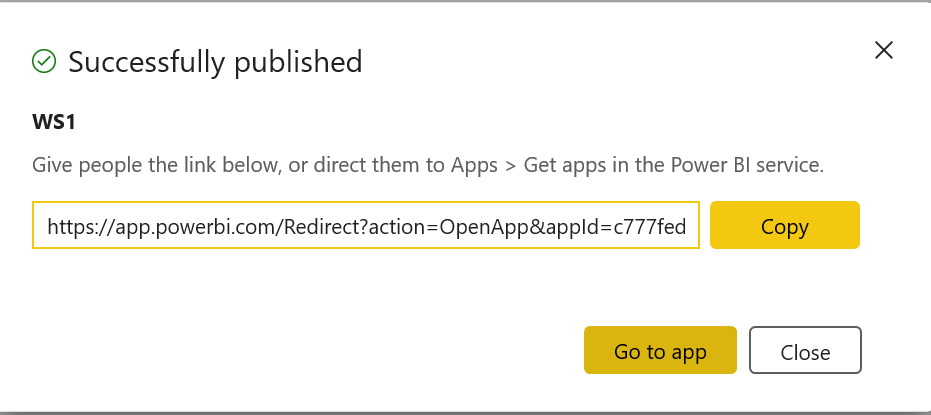 Successfully published
WS1
Give people the link below, or direct them to Apps > Get apps in the Power BI service.
https://app.powerbi.com/Redirect?action=OpenApp&appId=c777fed
Copy
Go to app
Close